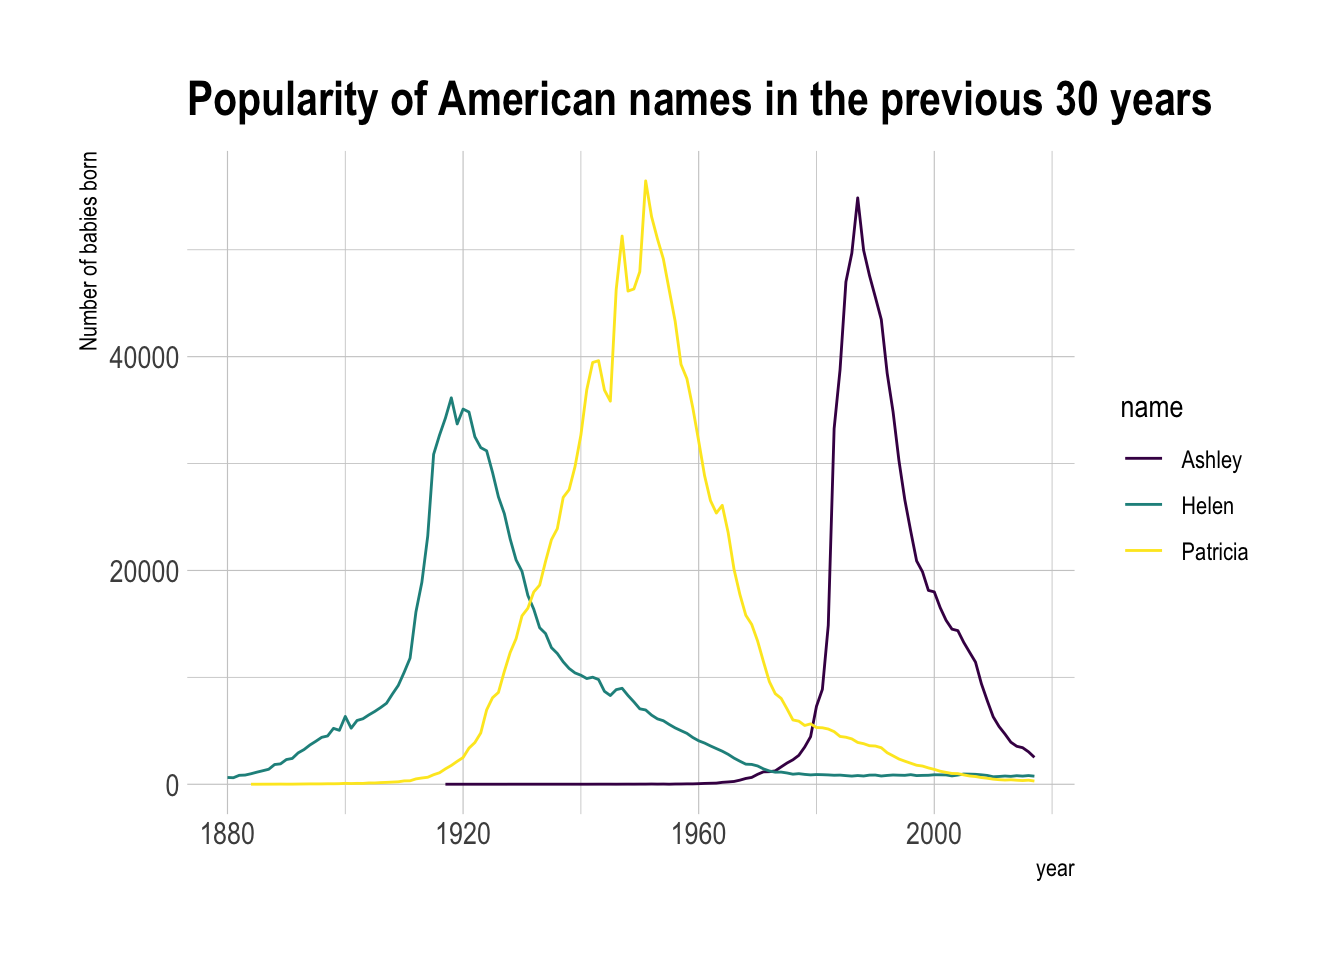 Popularity of American names in the previous 30 years
Number of babies born
40000
20000
0
1880 1920 1960 2000
year
name
Ashley
Helen
Patricia